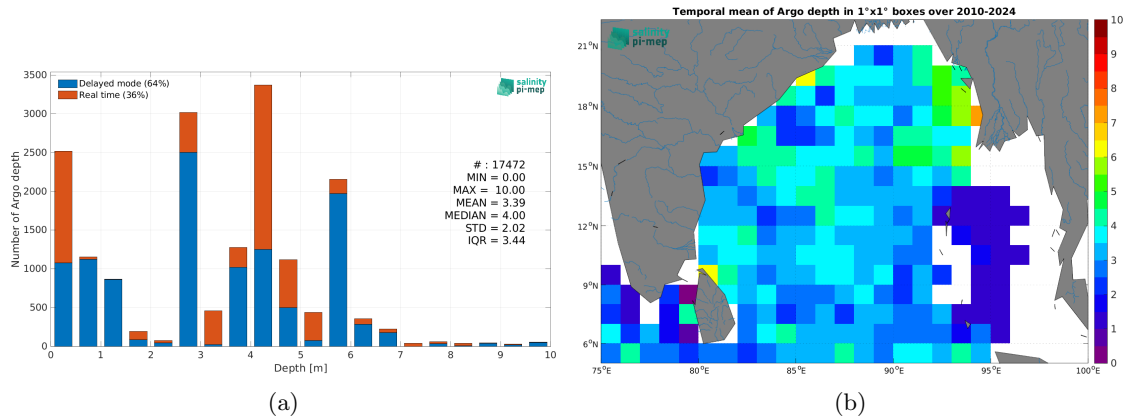 3500
3000
2500
2000
1500
1000
500
0
Number of Argo depth
Delayed mode (64%)
Real time (36%)
salinity
pi-mep
# : 17472
MIN = 0.00
MAX = 10.00
MEAN = 3.39
MEDIAN = 4.00
STD = 2.02
IQR = 3.44
0 1 2 3 4 5 6 7 8 9 10
Depth [m]
(a)
Temporal mean of Argo depth in 1°x1° boxes over 2010-2024
salinity
pi-mep
21°N
18°N
15°N
12°N
9°N
6°N
75°E 80°E 85°E 90°E 95°E 100°E
10
9
8
7
6
5
4
3
2
1
0
(b)